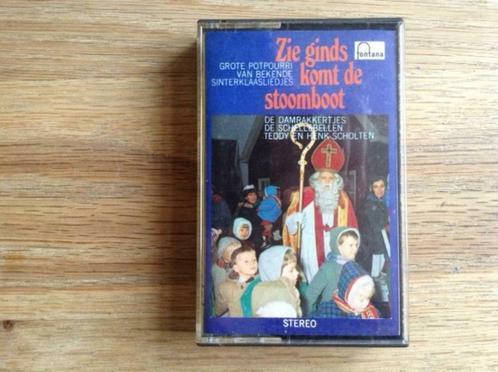 Zie ginds
komt de
stoomboot
fontana
GROTE POTPOURRI
VAN BEKENDE
SINTERKLAASLIEDJES
DE DAMRAKKERTJES
DE SCHELLEBELLEN
TEDDY EN HENK SCHOLTEN
STEREO